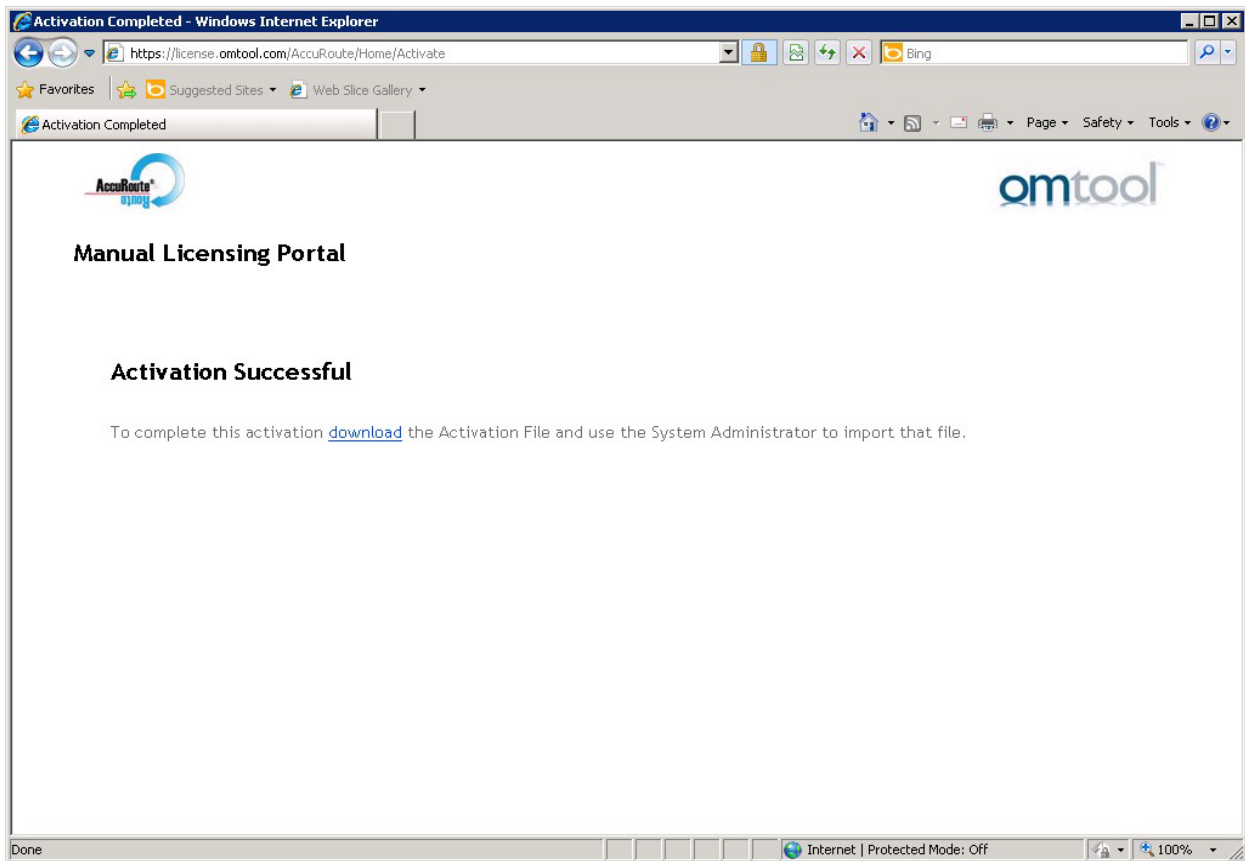 Activation Completed - Windows Internet Explorer
https://license.omtool.com/AccuRoute/Home/Activate
Bing
Favorites Suggested Sites Web Slice Gallery
Activation Completed
Page Safety Tools
AccuRoute®
Route
omtool
Manual Licensing Portal
Activation Successful
To complete this activation download the Activation File and use the System Administrator to import that file.
Done
Internet | Protected Mode: Off
100%